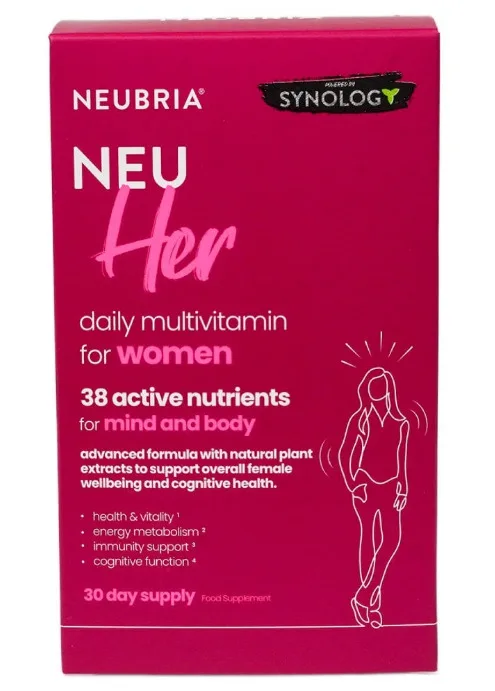 NEUBRIA®
POWERED BY
SYNOLOGY
NEU
Her
daily multivitamin
for women
38 active nutrients
for mind and body
advanced formula with natural plant
extracts to support overall female
wellbeing and cognitive health.
• health & vitality ¹
• energy metabolism ²
• immunity support ³
• cognitive function ⁴
30 day supply Food Supplement